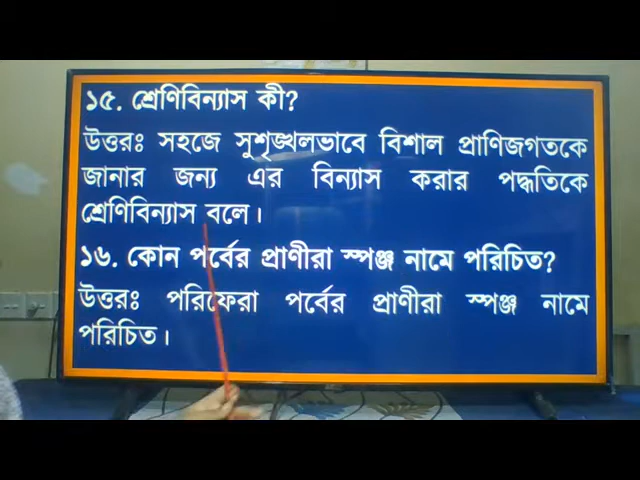 ১৫. শ্রেণিবিন্যাস কী?
উত্তরঃ সহজে সুশৃঙ্খলভাবে বিশাল প্রাণিজগতকে
জানার জন্য এর বিন্যাস করার পদ্ধতিকে
শ্রেণিবিন্যাস বলে।
১৬. কোন পর্বের প্রাণীরা স্পঞ্জ নামে পরিচিত?
উত্তরঃ পরিফেরা পর্বের প্রাণীরা স্পঞ্জ নামে
পরিচিত।